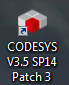 CODESYS
V3.5 SP14
Patch 3